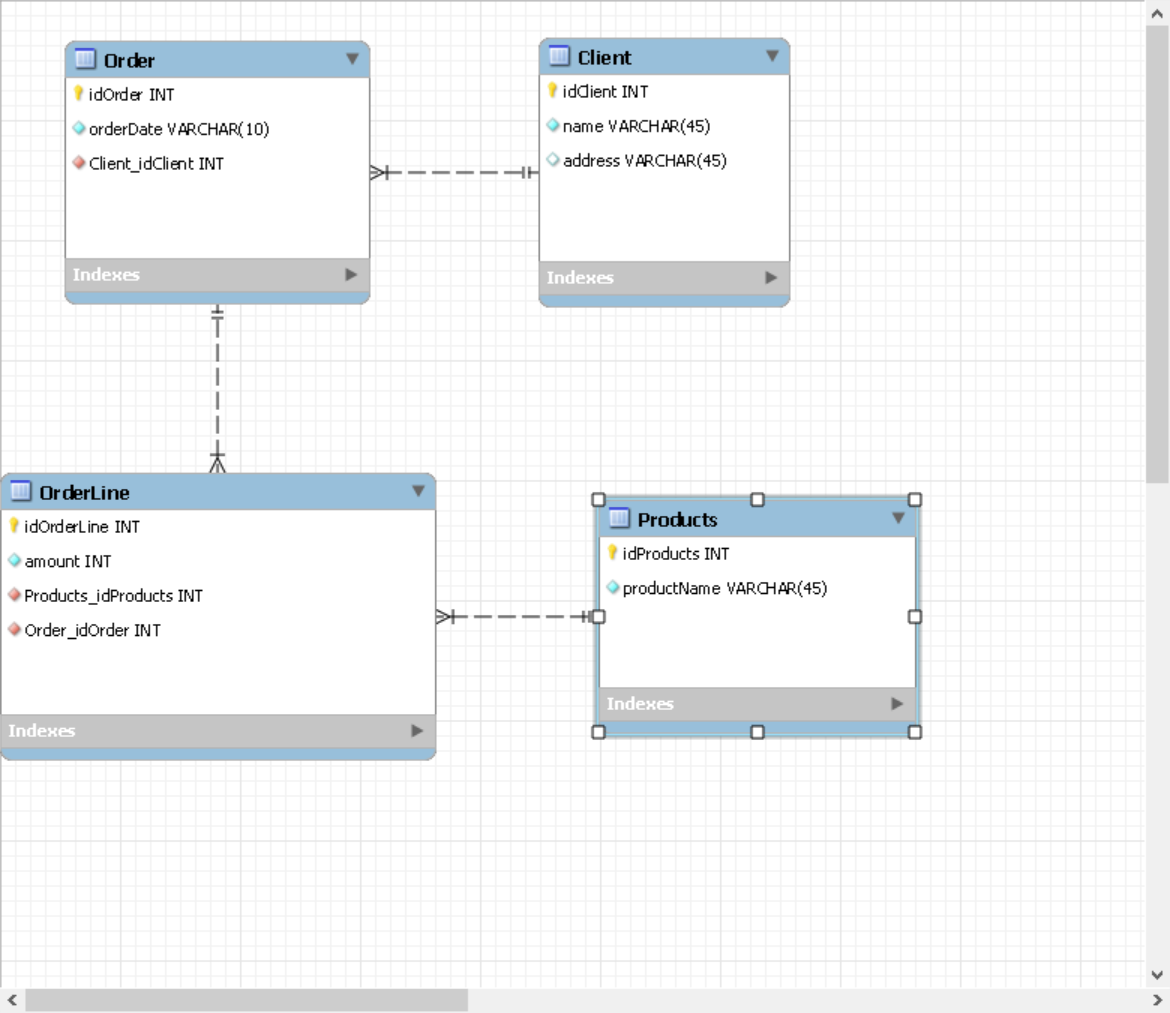 Order
idOrder INT
orderDate VARCHAR(10)
Client_idClient INT
Indexes
Client
idClient INT
name VARCHAR(45)
address VARCHAR(45)
Indexes
OrderLine
idOrderLine INT
amount INT
Products_idProducts INT
Order_idOrder INT
Indexes
Products
idProducts INT
productName VARCHAR(45)
Indexes